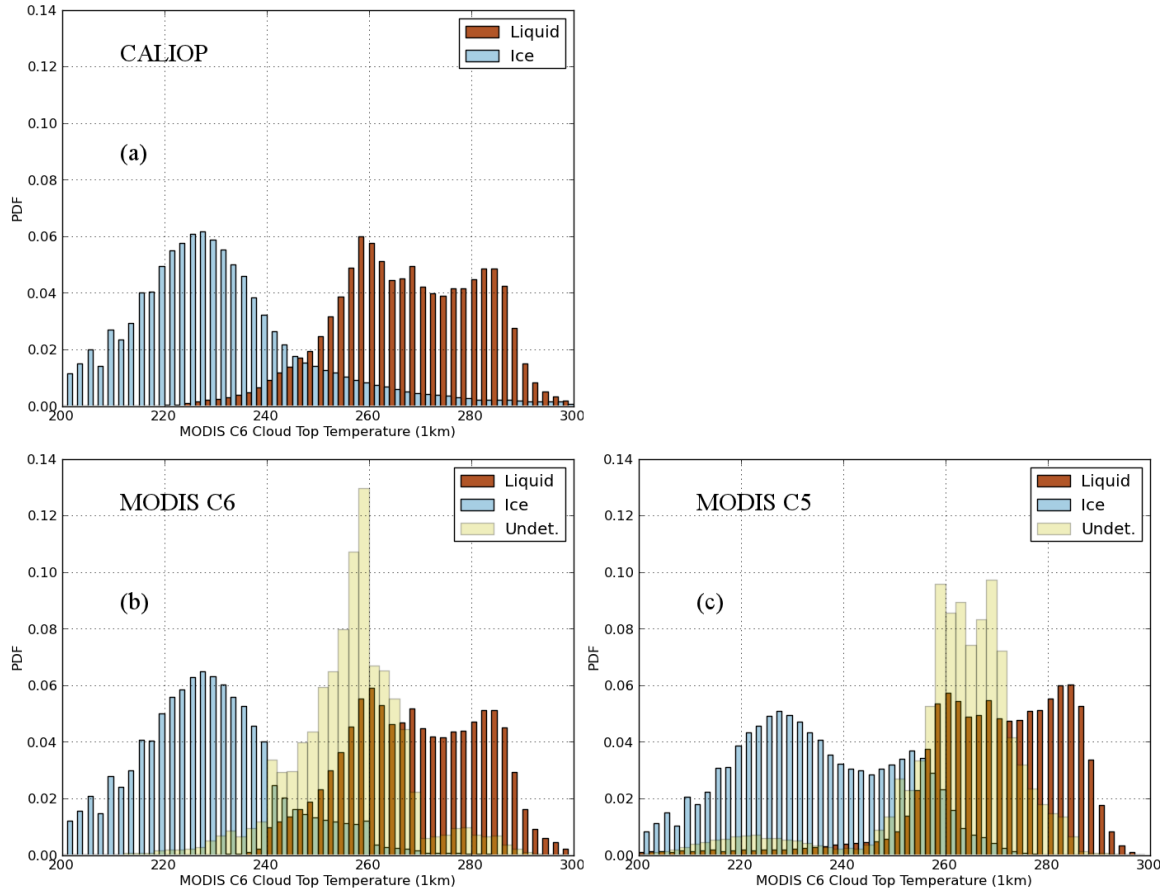 0.14
0.12
0.10
0.08
0.06
0.04
0.02
0.00
PDF
CALIOP
(a)
Liquid
Ice
200 220 240 260 280 300
MODIS C6 Cloud Top Temperature (1km)
0.14
0.12
0.10
0.08
0.06
0.04
0.02
0.00
PDF
MODIS C6
(b)
Liquid
Ice
Undet.
200 220 240 260 280 300
MODIS C6 Cloud Top Temperature (1km)
0.14
0.12
0.10
0.08
0.06
0.04
0.02
0.00
PDF
MODIS C5
(c)
Liquid
Ice
Undet.
200 220 240 260 280 300
MODIS C6 Cloud Top Temperature (1km)